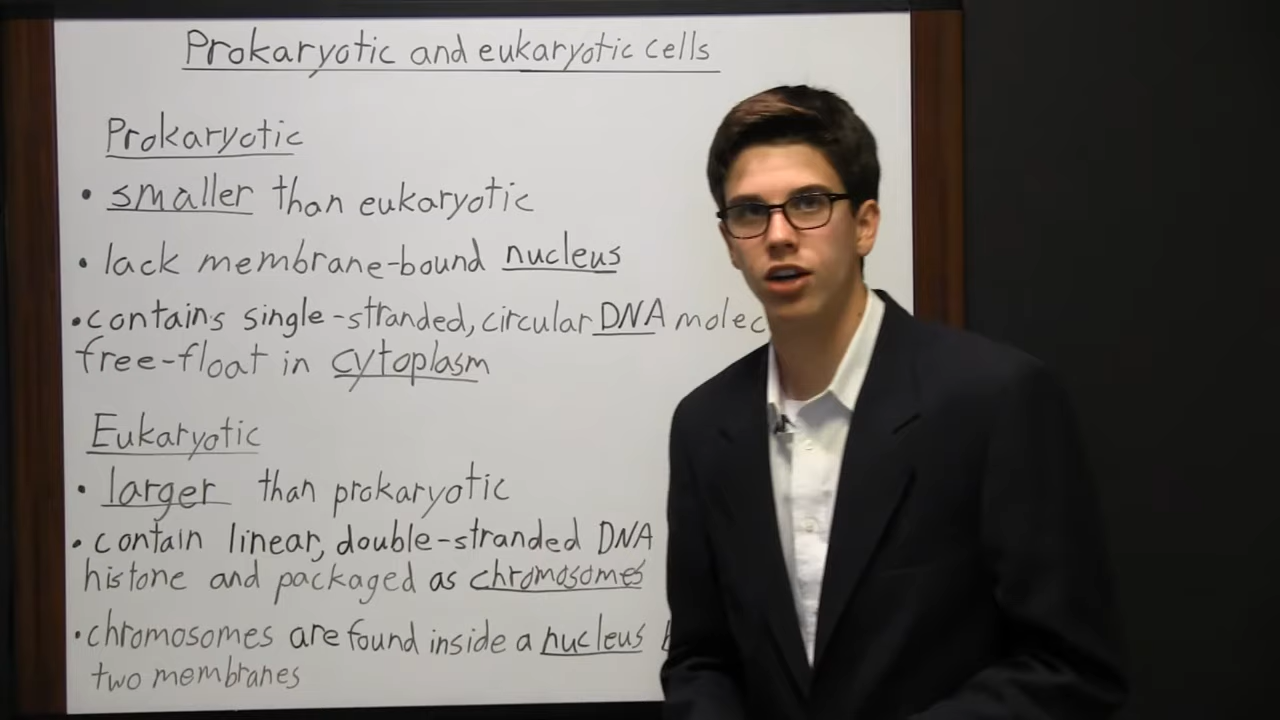 Prokaryotic and eukaryotic cells
Prokaryotic
• smaller than eukaryotic
• lack membrane-bound nucleus
•contains single-stranded, circular DNA molec
free-float in cytoplasm
Eukaryotic
• larger than prokaryotic
• contain linear, double-stranded DNA
histone and packaged as chromosomes
•chromosomes are found inside a nucleus
two membranes